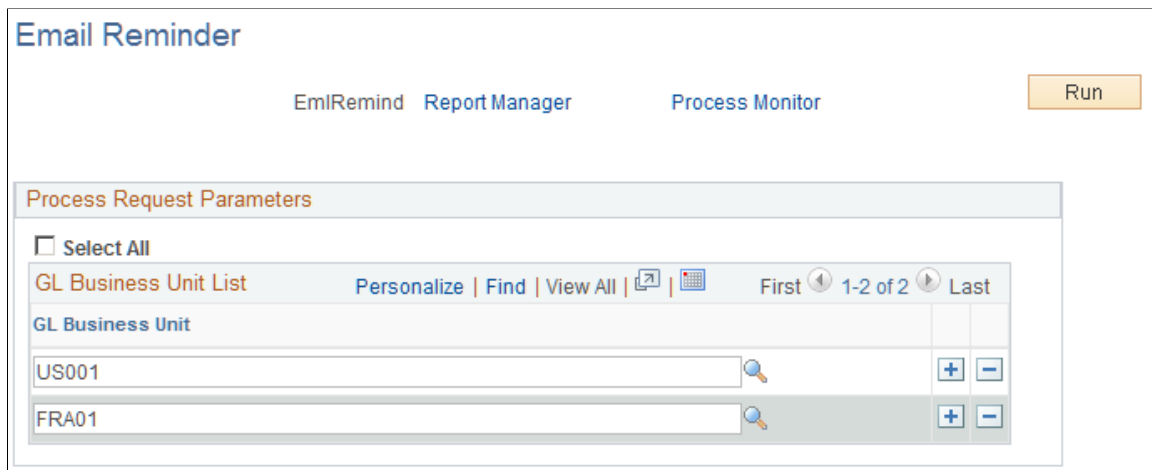 Email Reminder
EmlRemind Report Manager Process Monitor Run
Process Request Parameters
Select All
GL Business Unit List Personalize | Find | View All | | First 1-2 of 2 Last
GL Business Unit
US001
FRA01